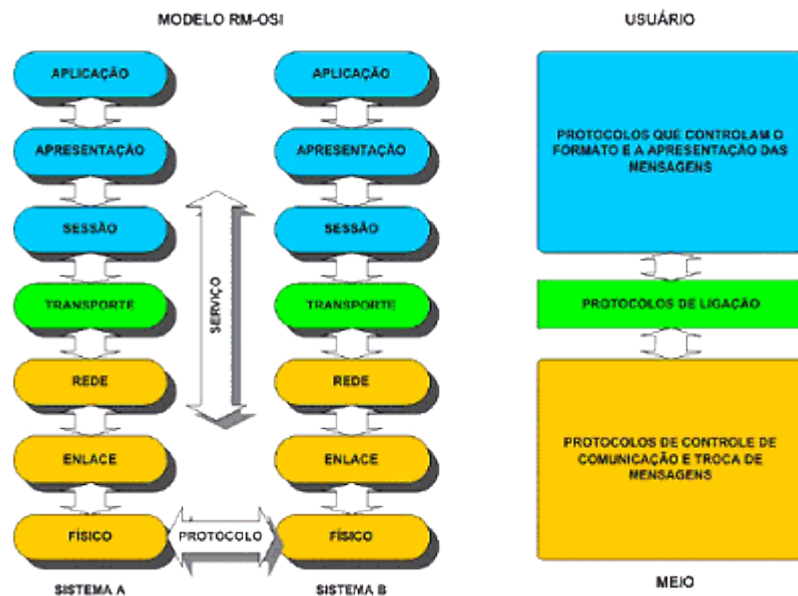 MODELO RM-OSI
USUÁRIO
APLICAÇÃO
APRESENTAÇÃO
SESSÃO
TRANSPORTE
REDE
ENLACE
FÍSICO
SISTEMA A
SERVIÇO
PROTOCOLO
APLICAÇÃO
APRESENTAÇÃO
SESSÃO
TRANSPORTE
REDE
ENLACE
FÍSICO
SISTEMA B
PROTOCOLOS QUE CONTROLAM O
FORMATO E A APRESENTAÇÃO DAS
MENSAGENS
PROTOCOLOS DE LIGAÇÃO
PROTOCOLOS DE CONTROLE DE
COMUNICAÇÃO E TROCA DE
MENSAGENS
MEIO